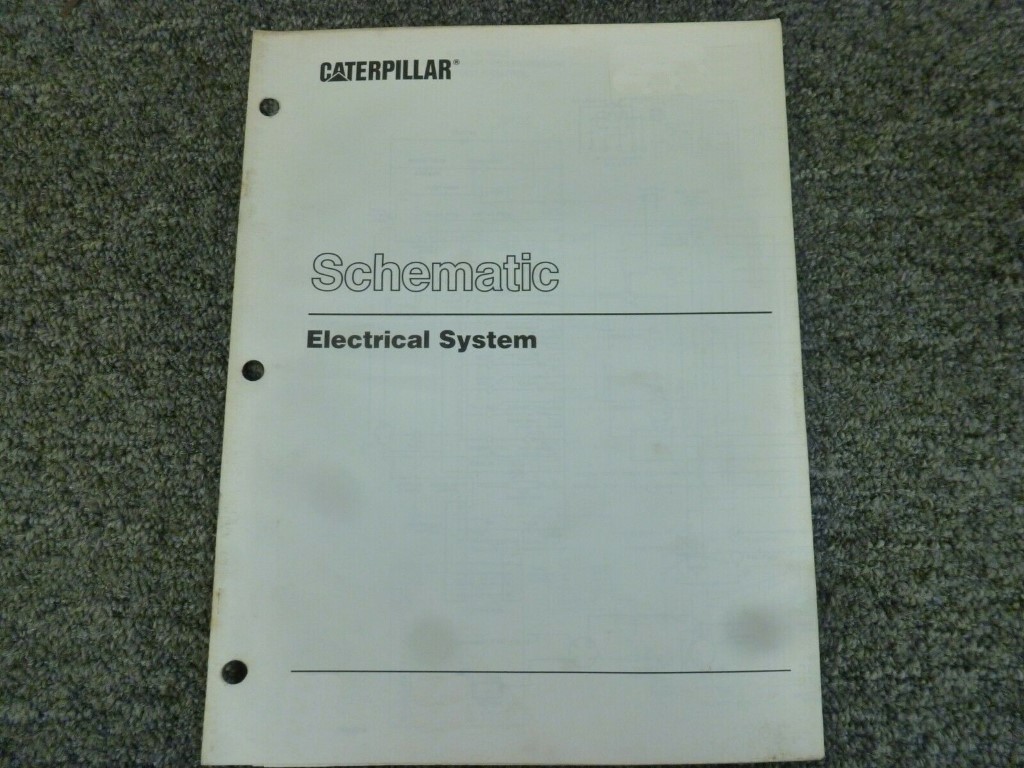 CATERPILLAR®
Schematic
Electrical System